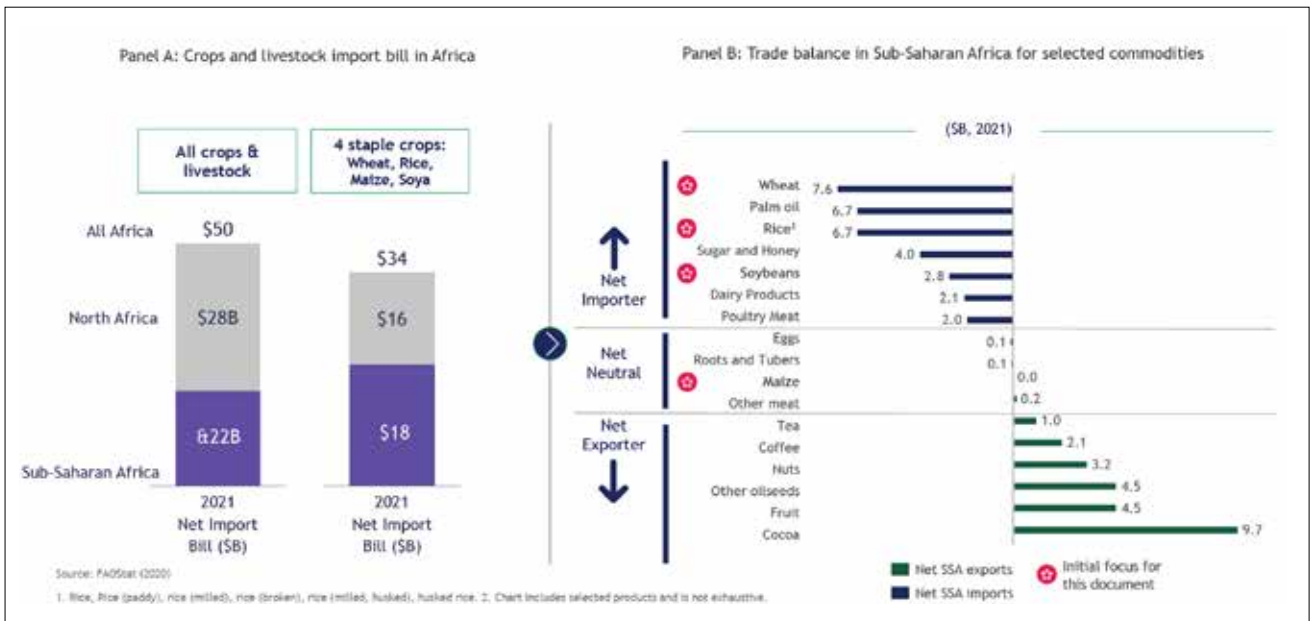 Panel A: Crops and livestock import bill in Africa
All crops &
livestock
4 staple crops:
Wheat, Rice,
Maize, Soya
All Africa
$50
$34
North Africa
$28B
$16
&22B
$18
Sub-Saharan Africa
2021
Net Import
Bill ($B)
2021
Net Import
Bill ($B)
Panel B: Trade balance in Sub-Saharan Africa for selected commodities
($B, 2021)
Net
Importer
Wheat 7.6
Palm oil 6.7
Rice¹ 6.7
Sugar and Honey 4.0
Soybeans 2.8
Dairy Products 2.1
Poultry Meat 2.0
Net
Neutral
Eggs 0.1
Roots and Tubers 0.1
Maize 0.0
Other meat 0.2
Net
Exporter
Tea 1.0
Coffee 2.1
Nuts 3.2
Other oilseeds 4.5
Fruit 4.5
Cocoa 9.7
Net SSA exports
Net SSA imports
Initial focus for
this document
Source: FAOStat (2020)
1. Rice, Rice (paddy), rice (milled), rice (broken), rice (milled, husked), husked rice. 2. Chart includes selected products and is not exhaustive.